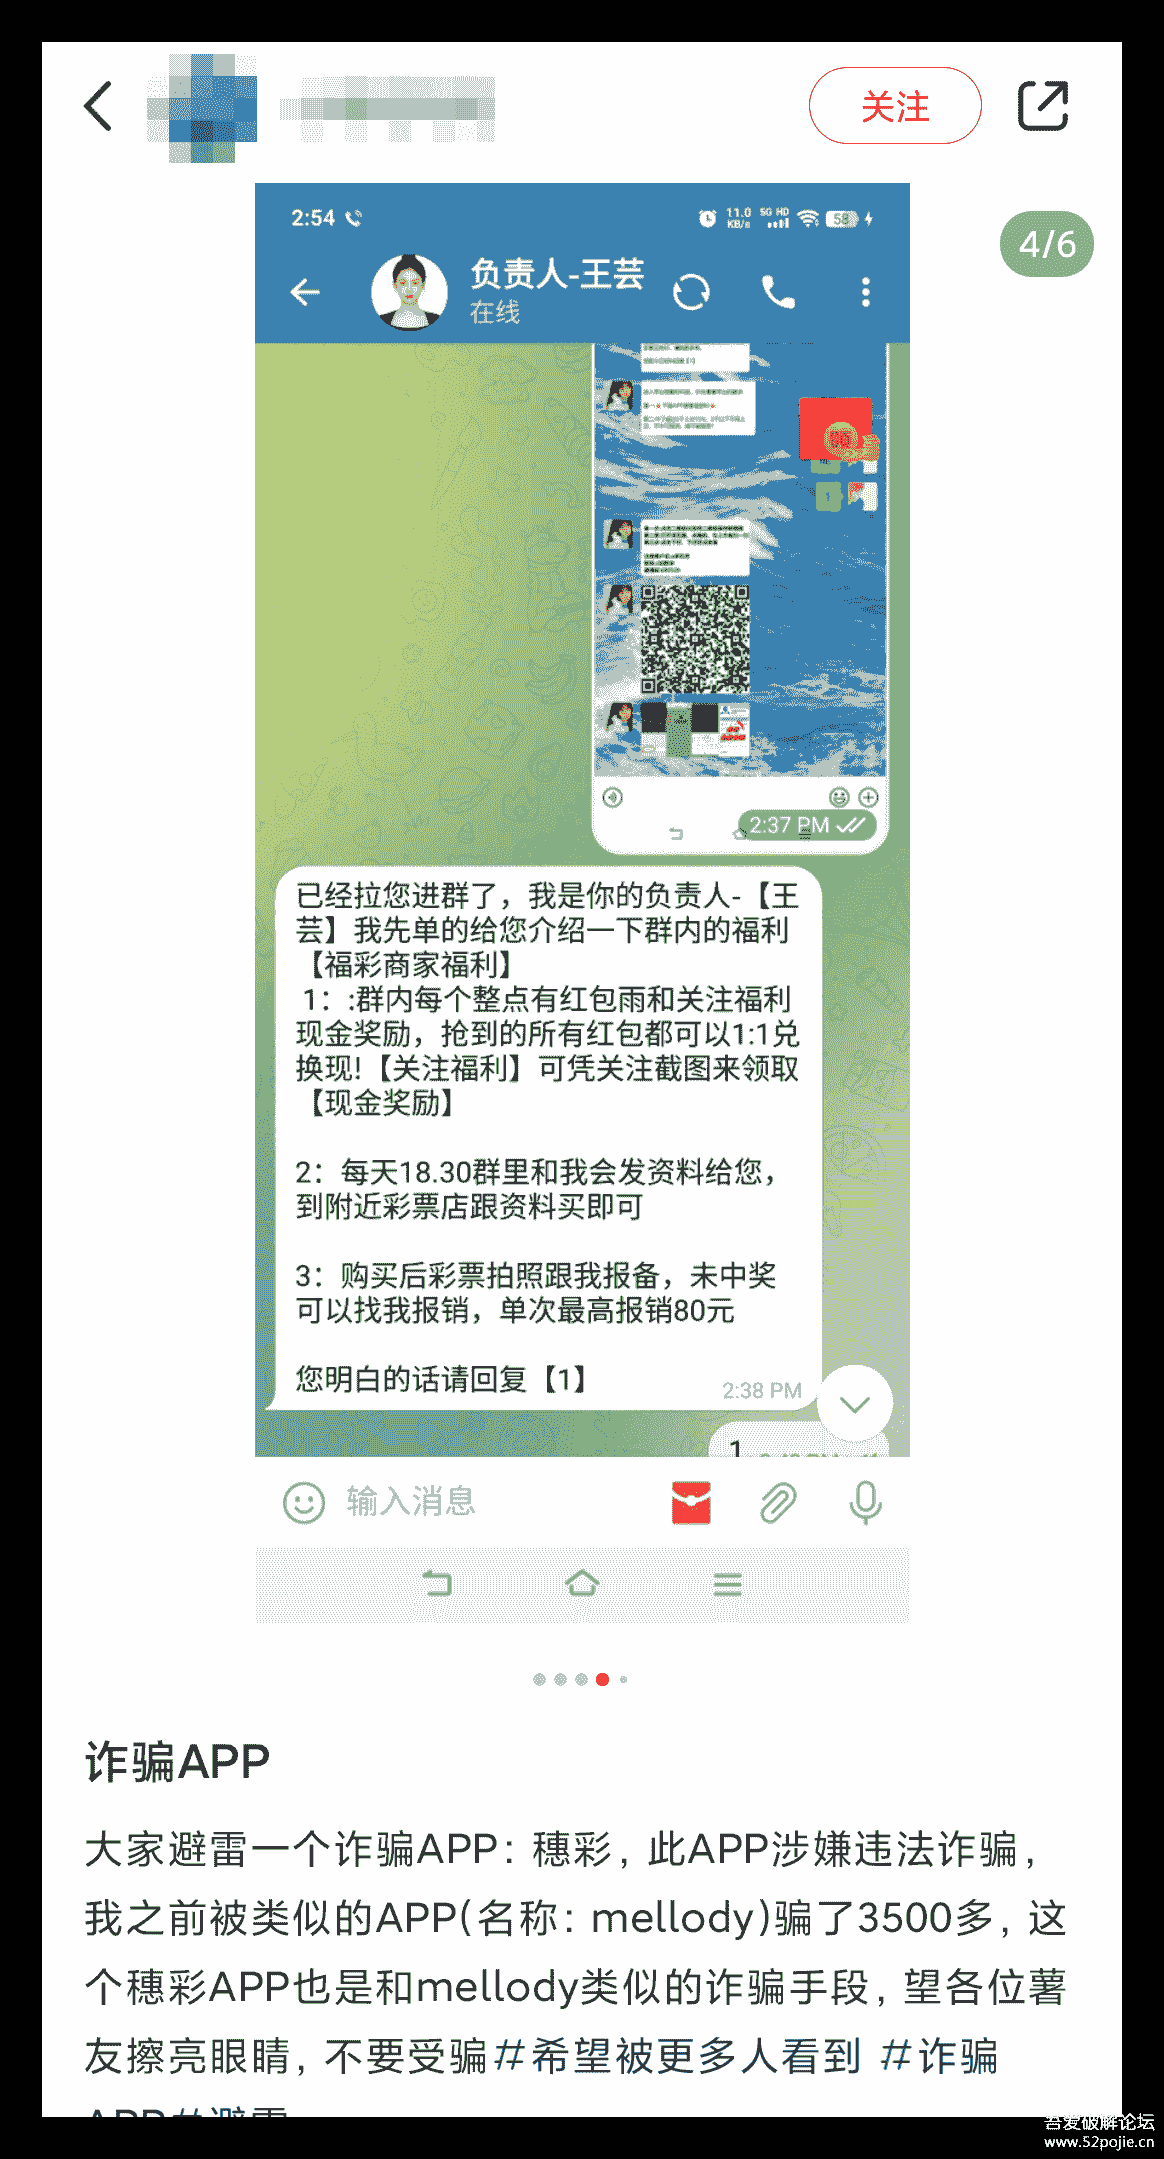 关注
4/6
2:54
11.0 KB/s
5G HD
58
负责人-王芸
在线
1
2:37 PM
已经拉您进群了，我是你的负责人-【王
芸】我先单的给您介绍一下群内的福利
【福彩商家福利】
1：:群内每个整点有红包雨和关注福利
现金奖励，抢到的所有红包都可以1:1兑
换现!【关注福利】可凭关注截图来领取
【现金奖励】
2：每天18.30群里和我会发资料给您，
到附近彩票店跟资料买即可
3：购买后彩票拍照跟我报备，未中奖
可以找我报销，单次最高报销80元
您明白的话请回复【1】
2:38 PM
1
输入消息
诈骗APP
大家避雷一个诈骗APP：穗彩，此APP涉嫌违法诈骗，
我之前被类似的APP(名称：mellody)骗了3500多，这
个穗彩APP也是和mellody类似的诈骗手段，望各位薯
友擦亮眼睛，不要受骗#希望被更多人看到 #诈骗
APP#避雷
吾爱破解论坛
www.52pojie.cn